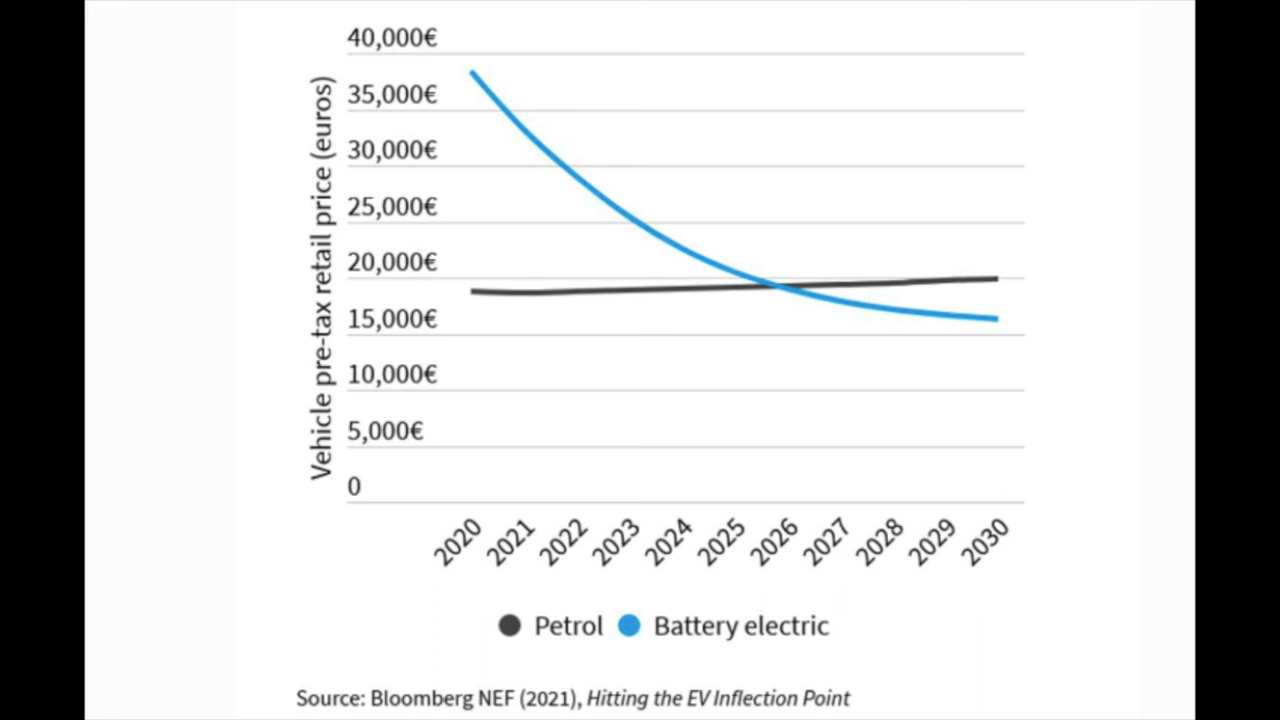 Vehicle pre-tax retail price (euros)
40,000€
35,000€
30,000€
25,000€
20,000€
15,000€
10,000€
5,000€
0
2020 2021 2022 2023 2024 2025 2026 2027 2028 2029 2030
Petrol Battery electric
Source: Bloomberg NEF (2021), Hitting the EV Inflection Point